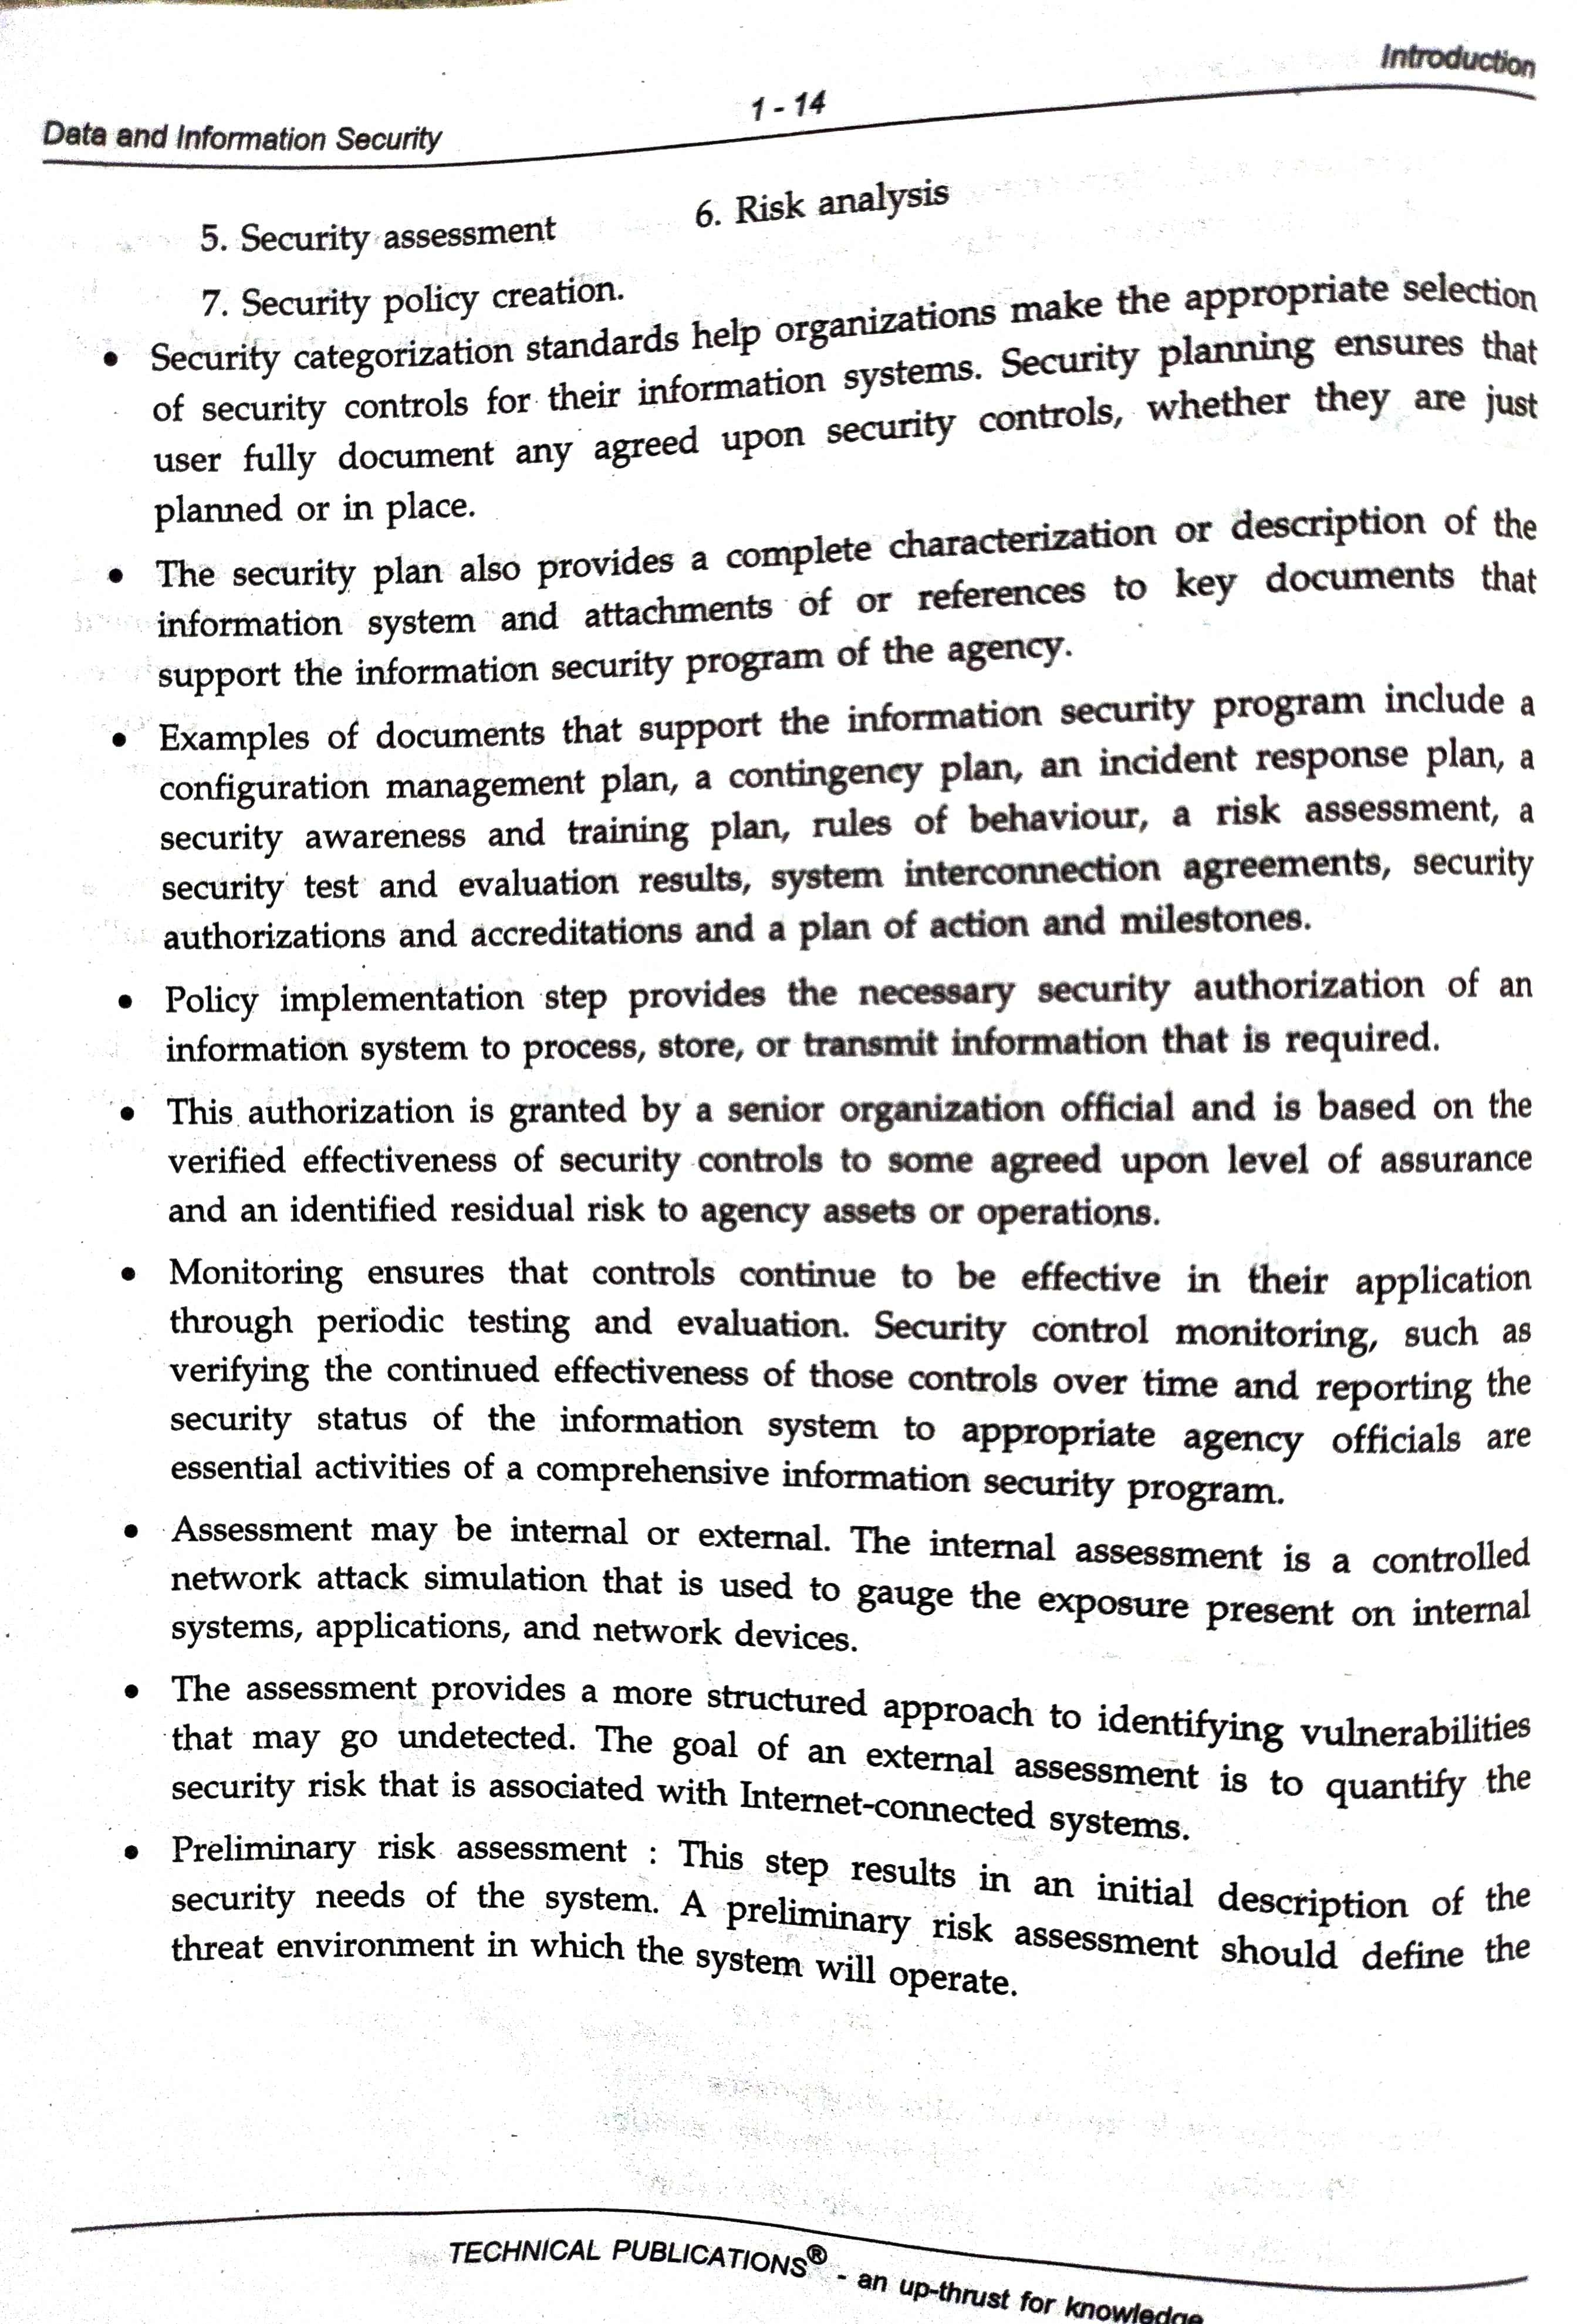 Introduction
1 - 14
Data and Information Security
5. Security assessment 6. Risk analysis
7. Security policy creation.
• Security categorization standards help organizations make the appropriate selection
of security controls for their information systems. Security planning ensures that
user fully document any agreed upon security controls, whether they are just
planned or in place.
• The security plan also provides a complete characterization or description of the
information system and attachments of or references to key documents that
support the information security program of the agency.
• Examples of documents that support the information security program include a
configuration management plan, a contingency plan, an incident response plan, a
security awareness and training plan, rules of behaviour, a risk assessment, a
security test and evaluation results, system interconnection agreements, security
authorizations and accreditations and a plan of action and milestones.
• Policy implementation step provides the necessary security authorization of an
information system to process, store, or transmit information that is required.
• This authorization is granted by a senior organization official and is based on the
verified effectiveness of security controls to some agreed upon level of assurance
and an identified residual risk to agency assets or operations.
• Monitoring ensures that controls continue to be effective in their application
through periodic testing and evaluation. Security control monitoring, such as
verifying the continued effectiveness of those controls over time and reporting the
security status of the information system to appropriate agency officials are
essential activities of a comprehensive information security program.
• Assessment may be internal or external. The internal assessment is a controlled
network attack simulation that is used to gauge the exposure present on internal
systems, applications, and network devices.
• The assessment provides a more structured approach to identifying vulnerabilities
that may go undetected. The goal of an external assessment is to quantify the
security risk that is associated with Internet-connected systems.
• Preliminary risk assessment : This step results in an initial description of the
security needs of the system. A preliminary risk assessment should define the
threat environment in which the system will operate.
TECHNICAL PUBLICATIONS® - an up-thrust for knowledge